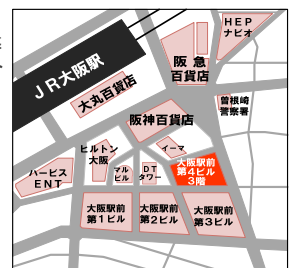 HEP
ナビオ
阪急
百貨店
JR大阪駅
大丸百貨店
曽根崎
警察署
阪神百貨店
ヒルトン
大阪
イーマ
マル
ビル
DT
タワー
大阪駅前
第4ビル
3階
ハービス
ENT
大阪駅前
第1ビル
大阪駅前
第2ビル
大阪駅前
第3ビル